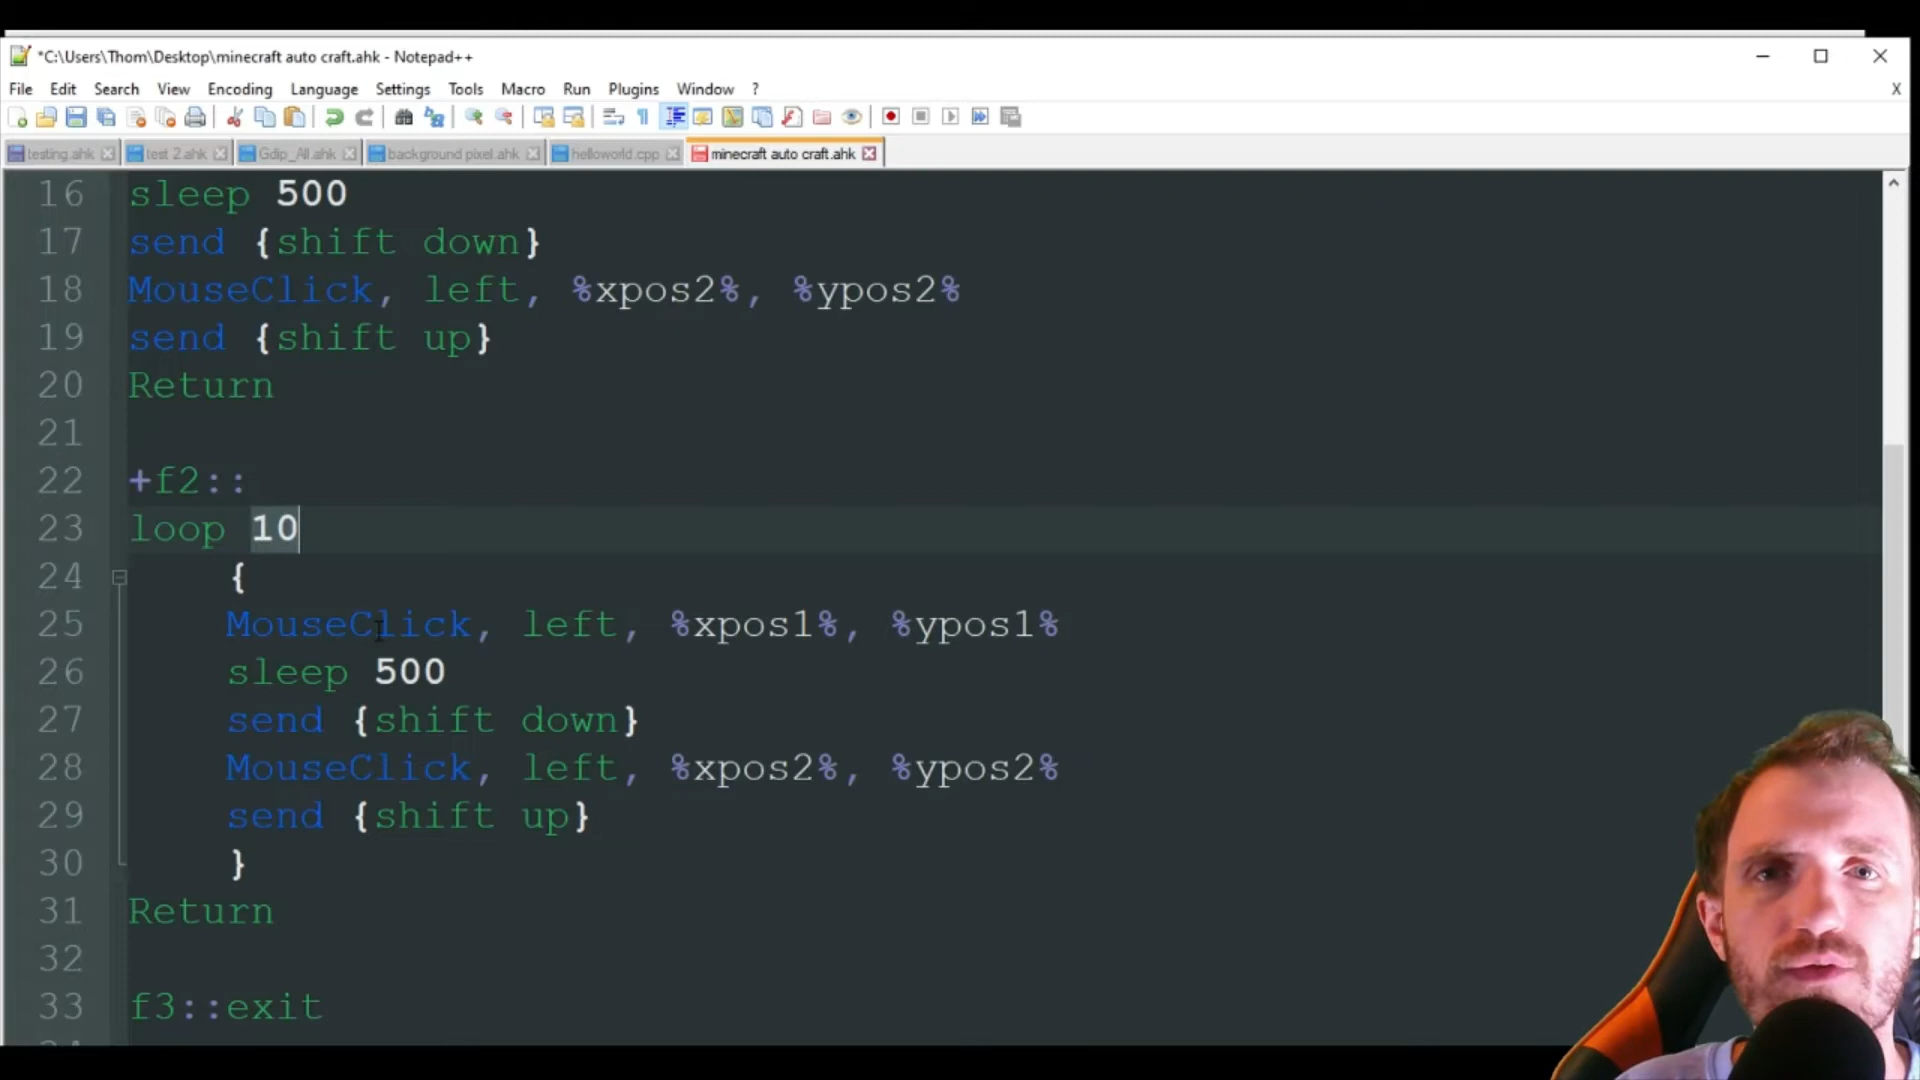 *C:\Users\Thom\Desktop\minecraft auto craft.ahk - Notepad++
File Edit Search View Encoding Language Settings Tools Macro Run Plugins Window ? X
testing.ahk test 2.ahk Gdip_All.ahk background pixel.ahk helloworld.cpp minecraft auto craft.ahk
16 sleep 500
17 send {shift down}
18 MouseClick, left, %xpos2%, %ypos2%
19 send {shift up}
20 Return
21
22 +f2::
23 loop 10
24 {
25 MouseClick, left, %xpos1%, %ypos1%
26 sleep 500
27 send {shift down}
28 MouseClick, left, %xpos2%, %ypos2%
29 send {shift up}
30 }
31 Return
32
33 f3::exit